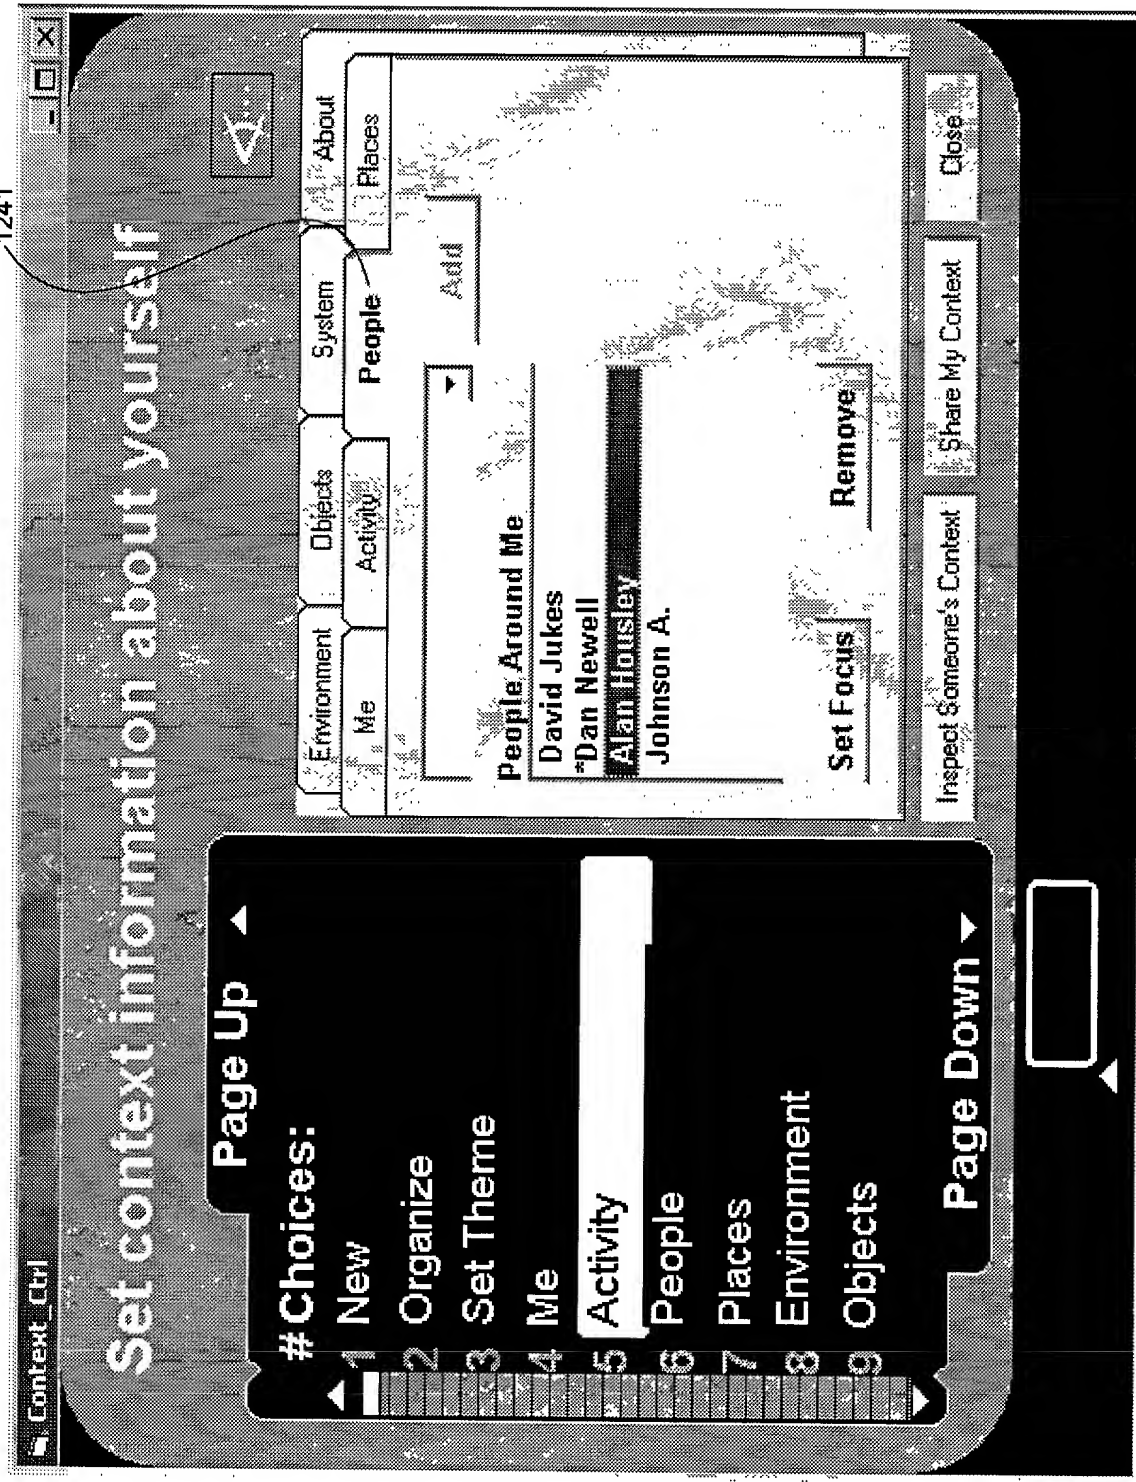 1241
Context_Ctrl
Set context information about yourself
Page Up
#Choices:
1 New
2 Organize
3 Set Theme
4 Me
5 Activity
6 People
7 Places
8 Environment
9 Objects
Page Down
Environment Objects System About
Me Activity People Places
Add
People Around Me
David Jukes
*Dan Newell
Alan Housley
Johnson A.
Set Focus Remove
Inspect Someone's Context Share My Context Close